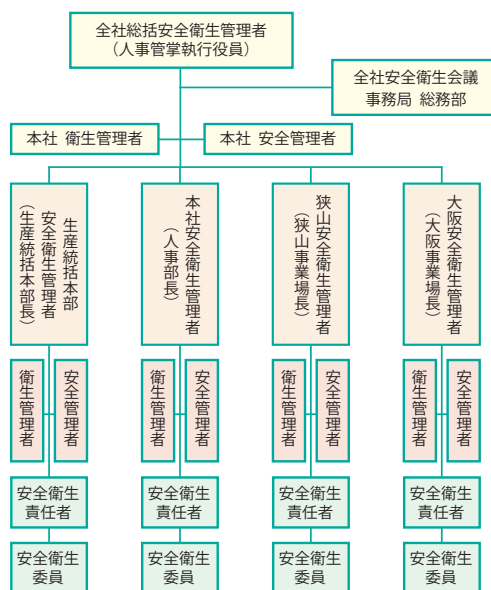 全社総括安全衛生管理者
（人事管掌執行役員）
全社安全衛生会議
事務局 総務部
本社 衛生管理者
本社 安全管理者
生産統括本部
安全衛生管理者
（生産統括本部長）
本社安全衛生管理者
（人事部長）
狭山安全衛生管理者
（狭山事業場長）
大阪安全衛生管理者
（大阪事業場長）
衛生管理者
安全管理者
衛生管理者
安全管理者
衛生管理者
安全管理者
衛生管理者
安全管理者
安全衛生
責任者
安全衛生
責任者
安全衛生
責任者
安全衛生
責任者
安全衛生
委員
安全衛生
委員
安全衛生
委員
安全衛生
委員